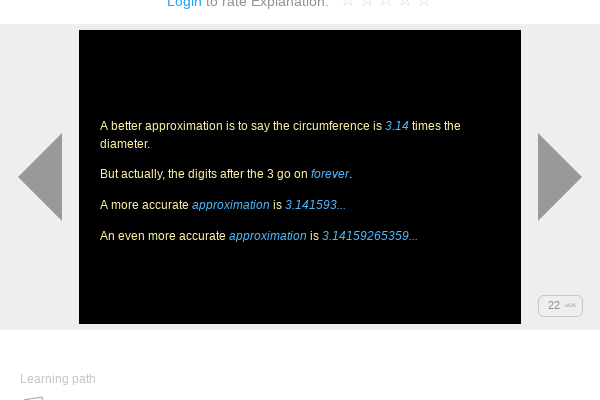 Login to rate Explanation:
A better approximation is to say the circumference is 3.14 times the
diameter.
But actually, the digits after the 3 go on forever.
A more accurate approximation is 3.141593...
An even more accurate approximation is 3.14159265359...
22
Learning path